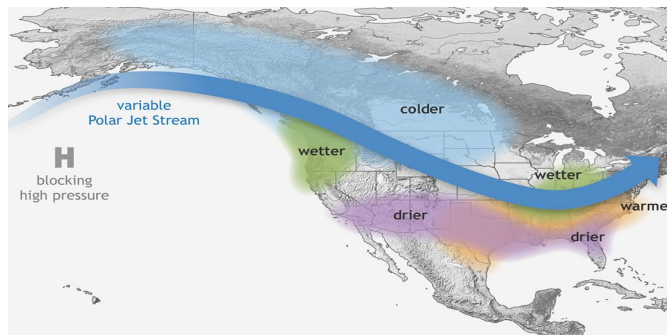 variable
Polar Jet Stream
colder
H
blocking
high pressure
wetter
wetter
warme
drier
drier